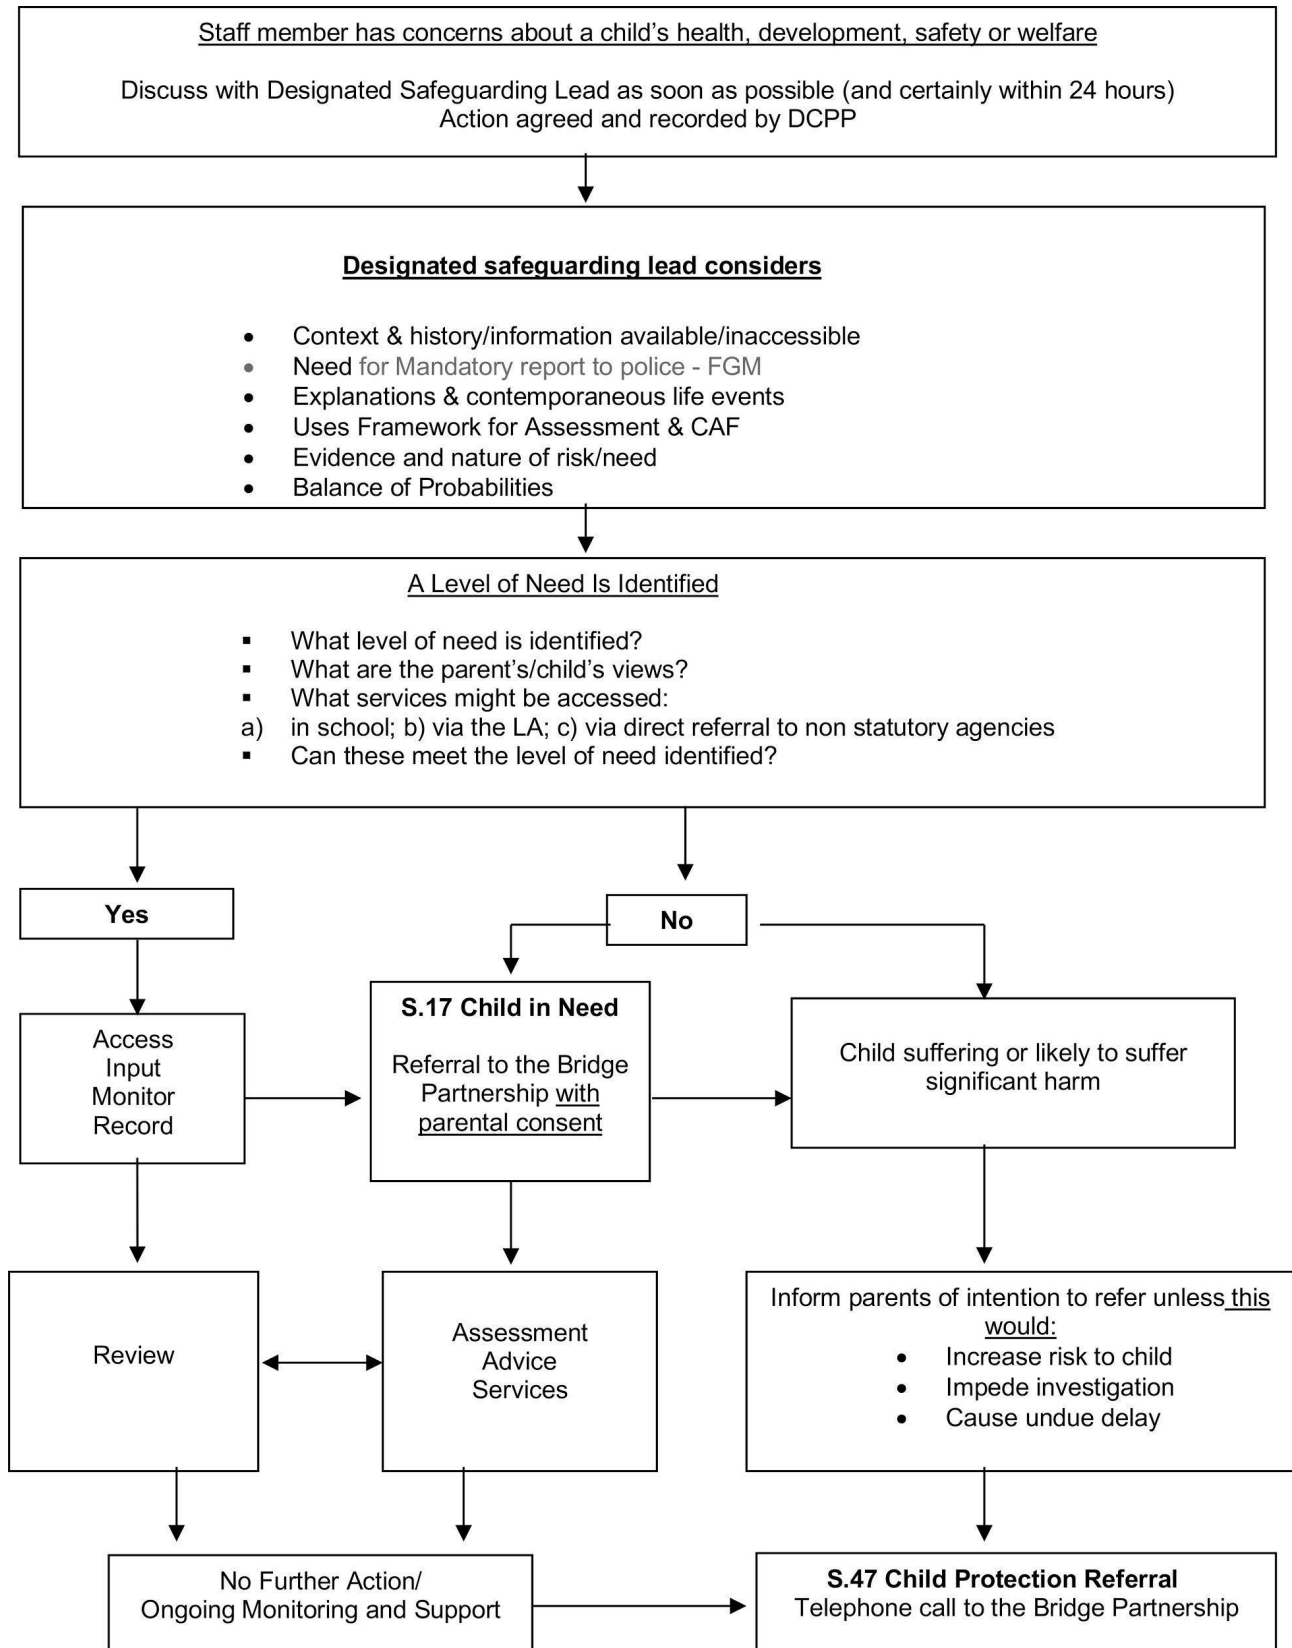 Staff member has concerns about a child’s health, development, safety or welfare
Discuss with Designated Safeguarding Lead as soon as possible (and certainly within 24 hours)
Action agreed and recorded by DCPP
Designated safeguarding lead considers
• Context & history/information available/inaccessible
• Need for Mandatory report to police - FGM
• Explanations & contemporaneous life events
• Uses Framework for Assessment & CAF
• Evidence and nature of risk/need
• Balance of Probabilities
A Level of Need Is Identified
▪ What level of need is identified?
▪ What are the parent’s/child’s views?
▪ What services might be accessed:
a) in school; b) via the LA; c) via direct referral to non statutory agencies
▪ Can these meet the level of need identified?
Yes
No
Access
Input
Monitor
Record
S.17 Child in Need
Referral to the Bridge
Partnership with
parental consent
Child suffering or likely to suffer
significant harm
Review
Assessment
Advice
Services
Inform parents of intention to refer unless this
would:
• Increase risk to child
• Impede investigation
• Cause undue delay
No Further Action/
Ongoing Monitoring and Support
S.47 Child Protection Referral
Telephone call to the Bridge Partnership